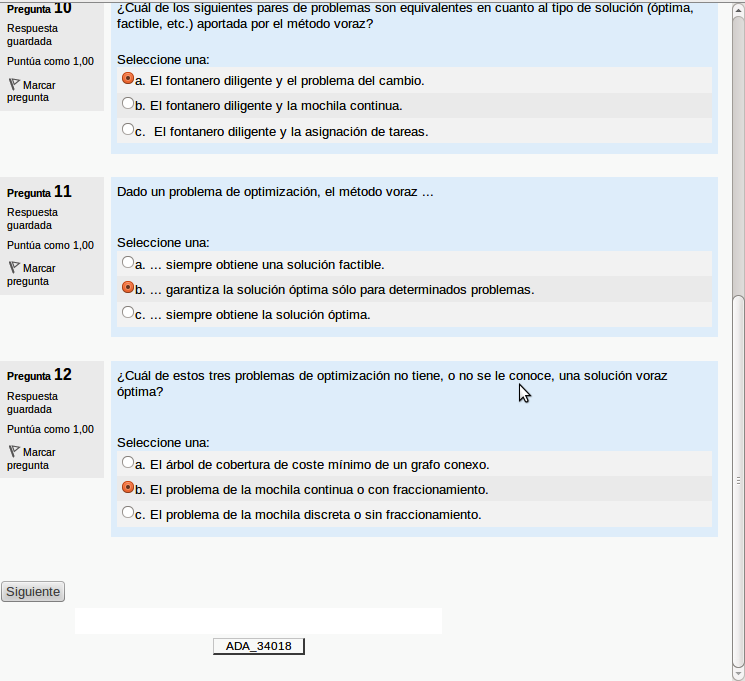 Pregunta 10
Respuesta
guardada
Puntúa como 1,00
Marcar
pregunta
¿Cuál de los siguientes pares de problemas son equivalentes en cuanto al tipo de solución (óptima,
factible, etc.) aportada por el método voraz?
Seleccione una:
a. El fontanero diligente y el problema del cambio.
b. El fontanero diligente y la mochila continua.
c. El fontanero diligente y la asignación de tareas.
Pregunta 11
Respuesta
guardada
Puntúa como 1,00
Marcar
pregunta
Dado un problema de optimización, el método voraz ...
Seleccione una:
a. ... siempre obtiene una solución factible.
b. ... garantiza la solución óptima sólo para determinados problemas.
c. ... siempre obtiene la solución óptima.
Pregunta 12
Respuesta
guardada
Puntúa como 1,00
Marcar
pregunta
¿Cuál de estos tres problemas de optimización no tiene, o no se le conoce, una solución voraz
óptima?
Seleccione una:
a. El árbol de cobertura de coste mínimo de un grafo conexo.
b. El problema de la mochila continua o con fraccionamiento.
c. El problema de la mochila discreta o sin fraccionamiento.
Siguiente
ADA_34018